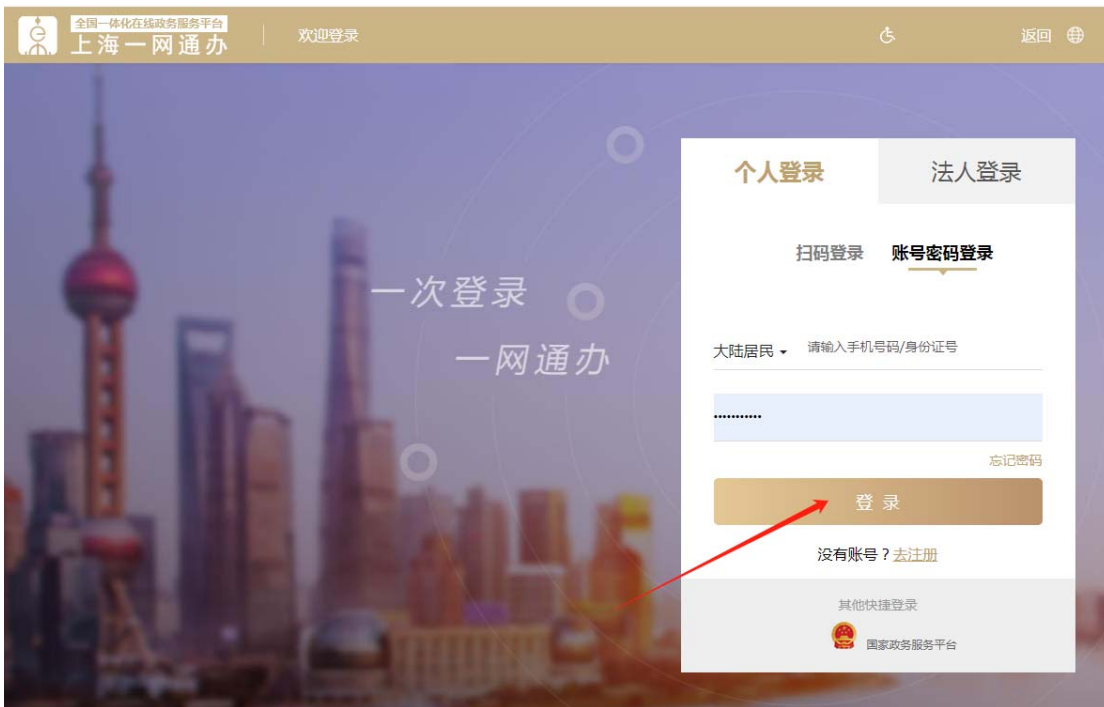 全国一体化在线政务服务平台
上海一网通办
欢迎登录
返回
个人登录
法人登录
扫码登录
账号密码登录
一次登录
一网通办
大陆居民
请输入手机号码/身份证号
•••••••••••
忘记密码
登 录
没有账号？去注册
其他快捷登录
国家政务服务平台